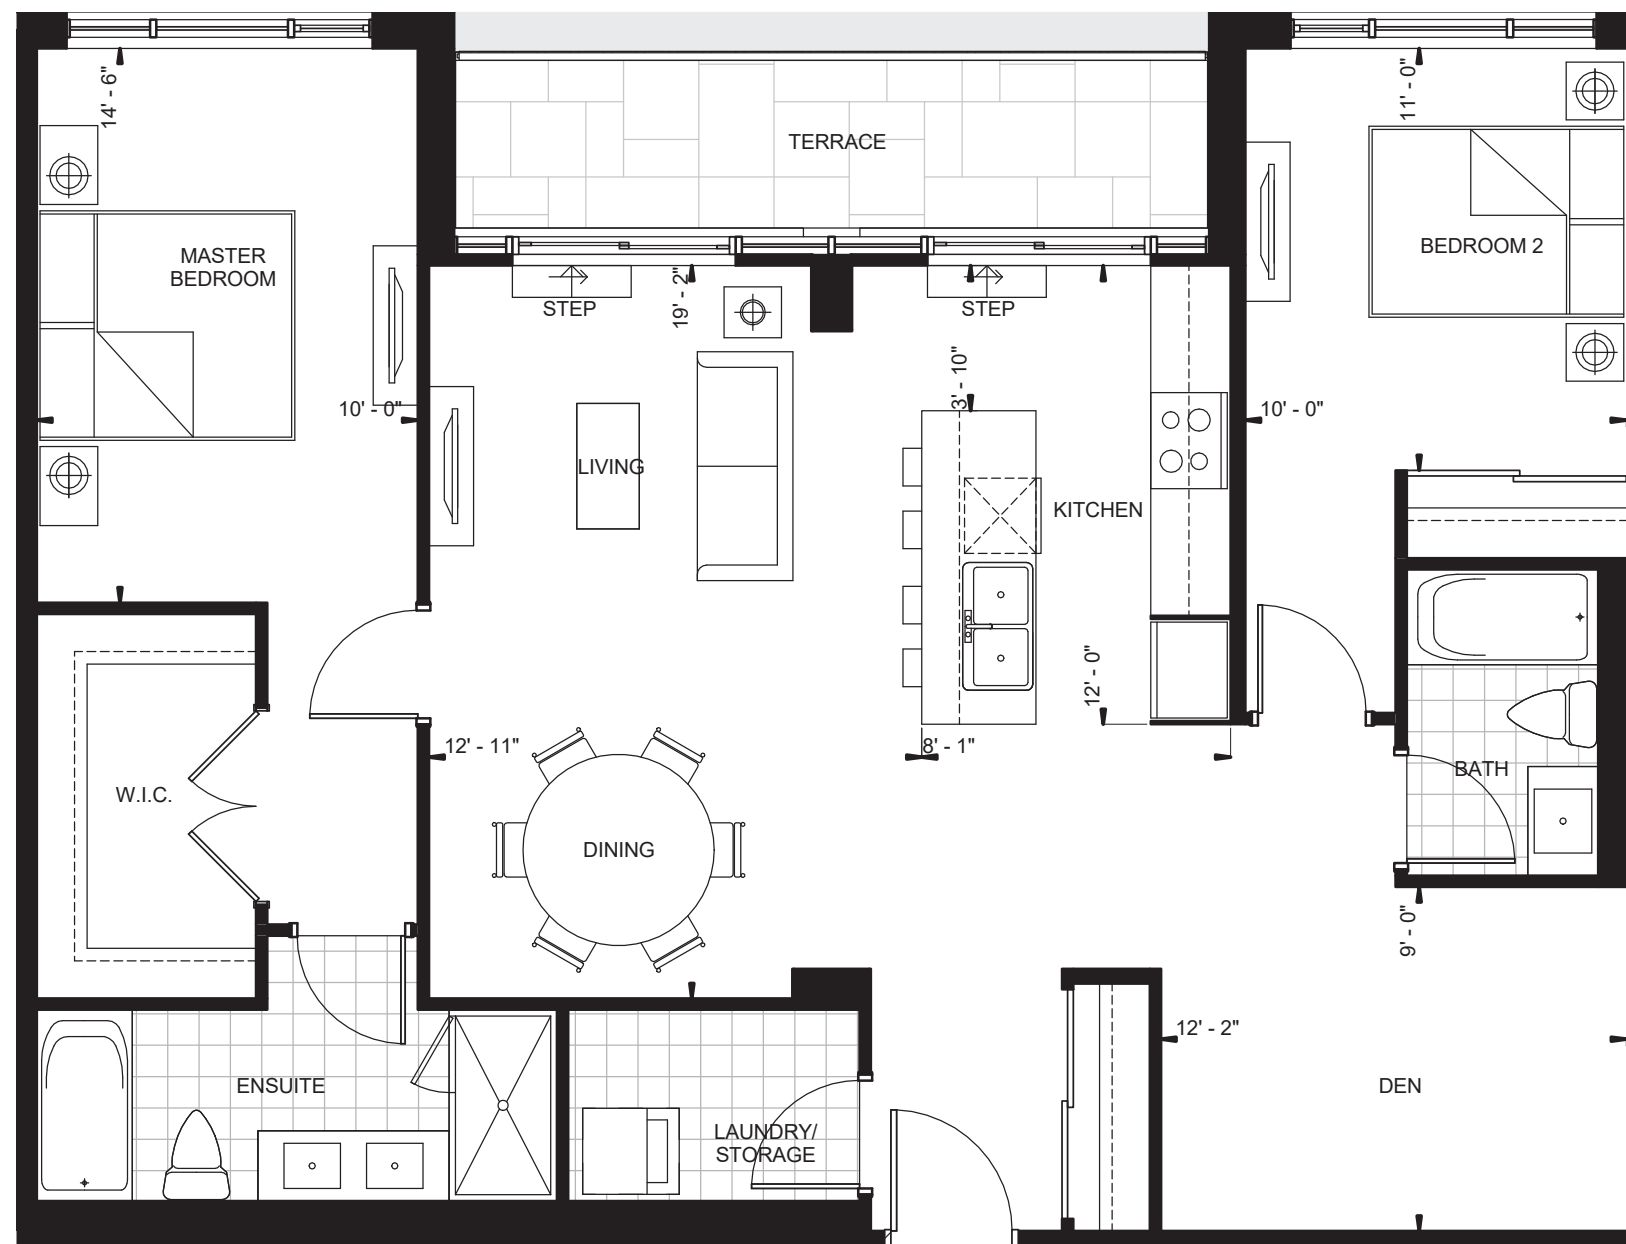 14' - 6"
11' - 0"
TERRACE
MASTER
BEDROOM
BEDROOM 2
19' - 2"
STEP
STEP
3' - 10"
10' - 0"
10' - 0"
LIVING
KITCHEN
12' - 0"
12' - 11"
8' - 1"
W.I.C.
BATH
DINING
9' - 0"
12' - 2"
ENSUITE
DEN
LAUNDRY/
STORAGE